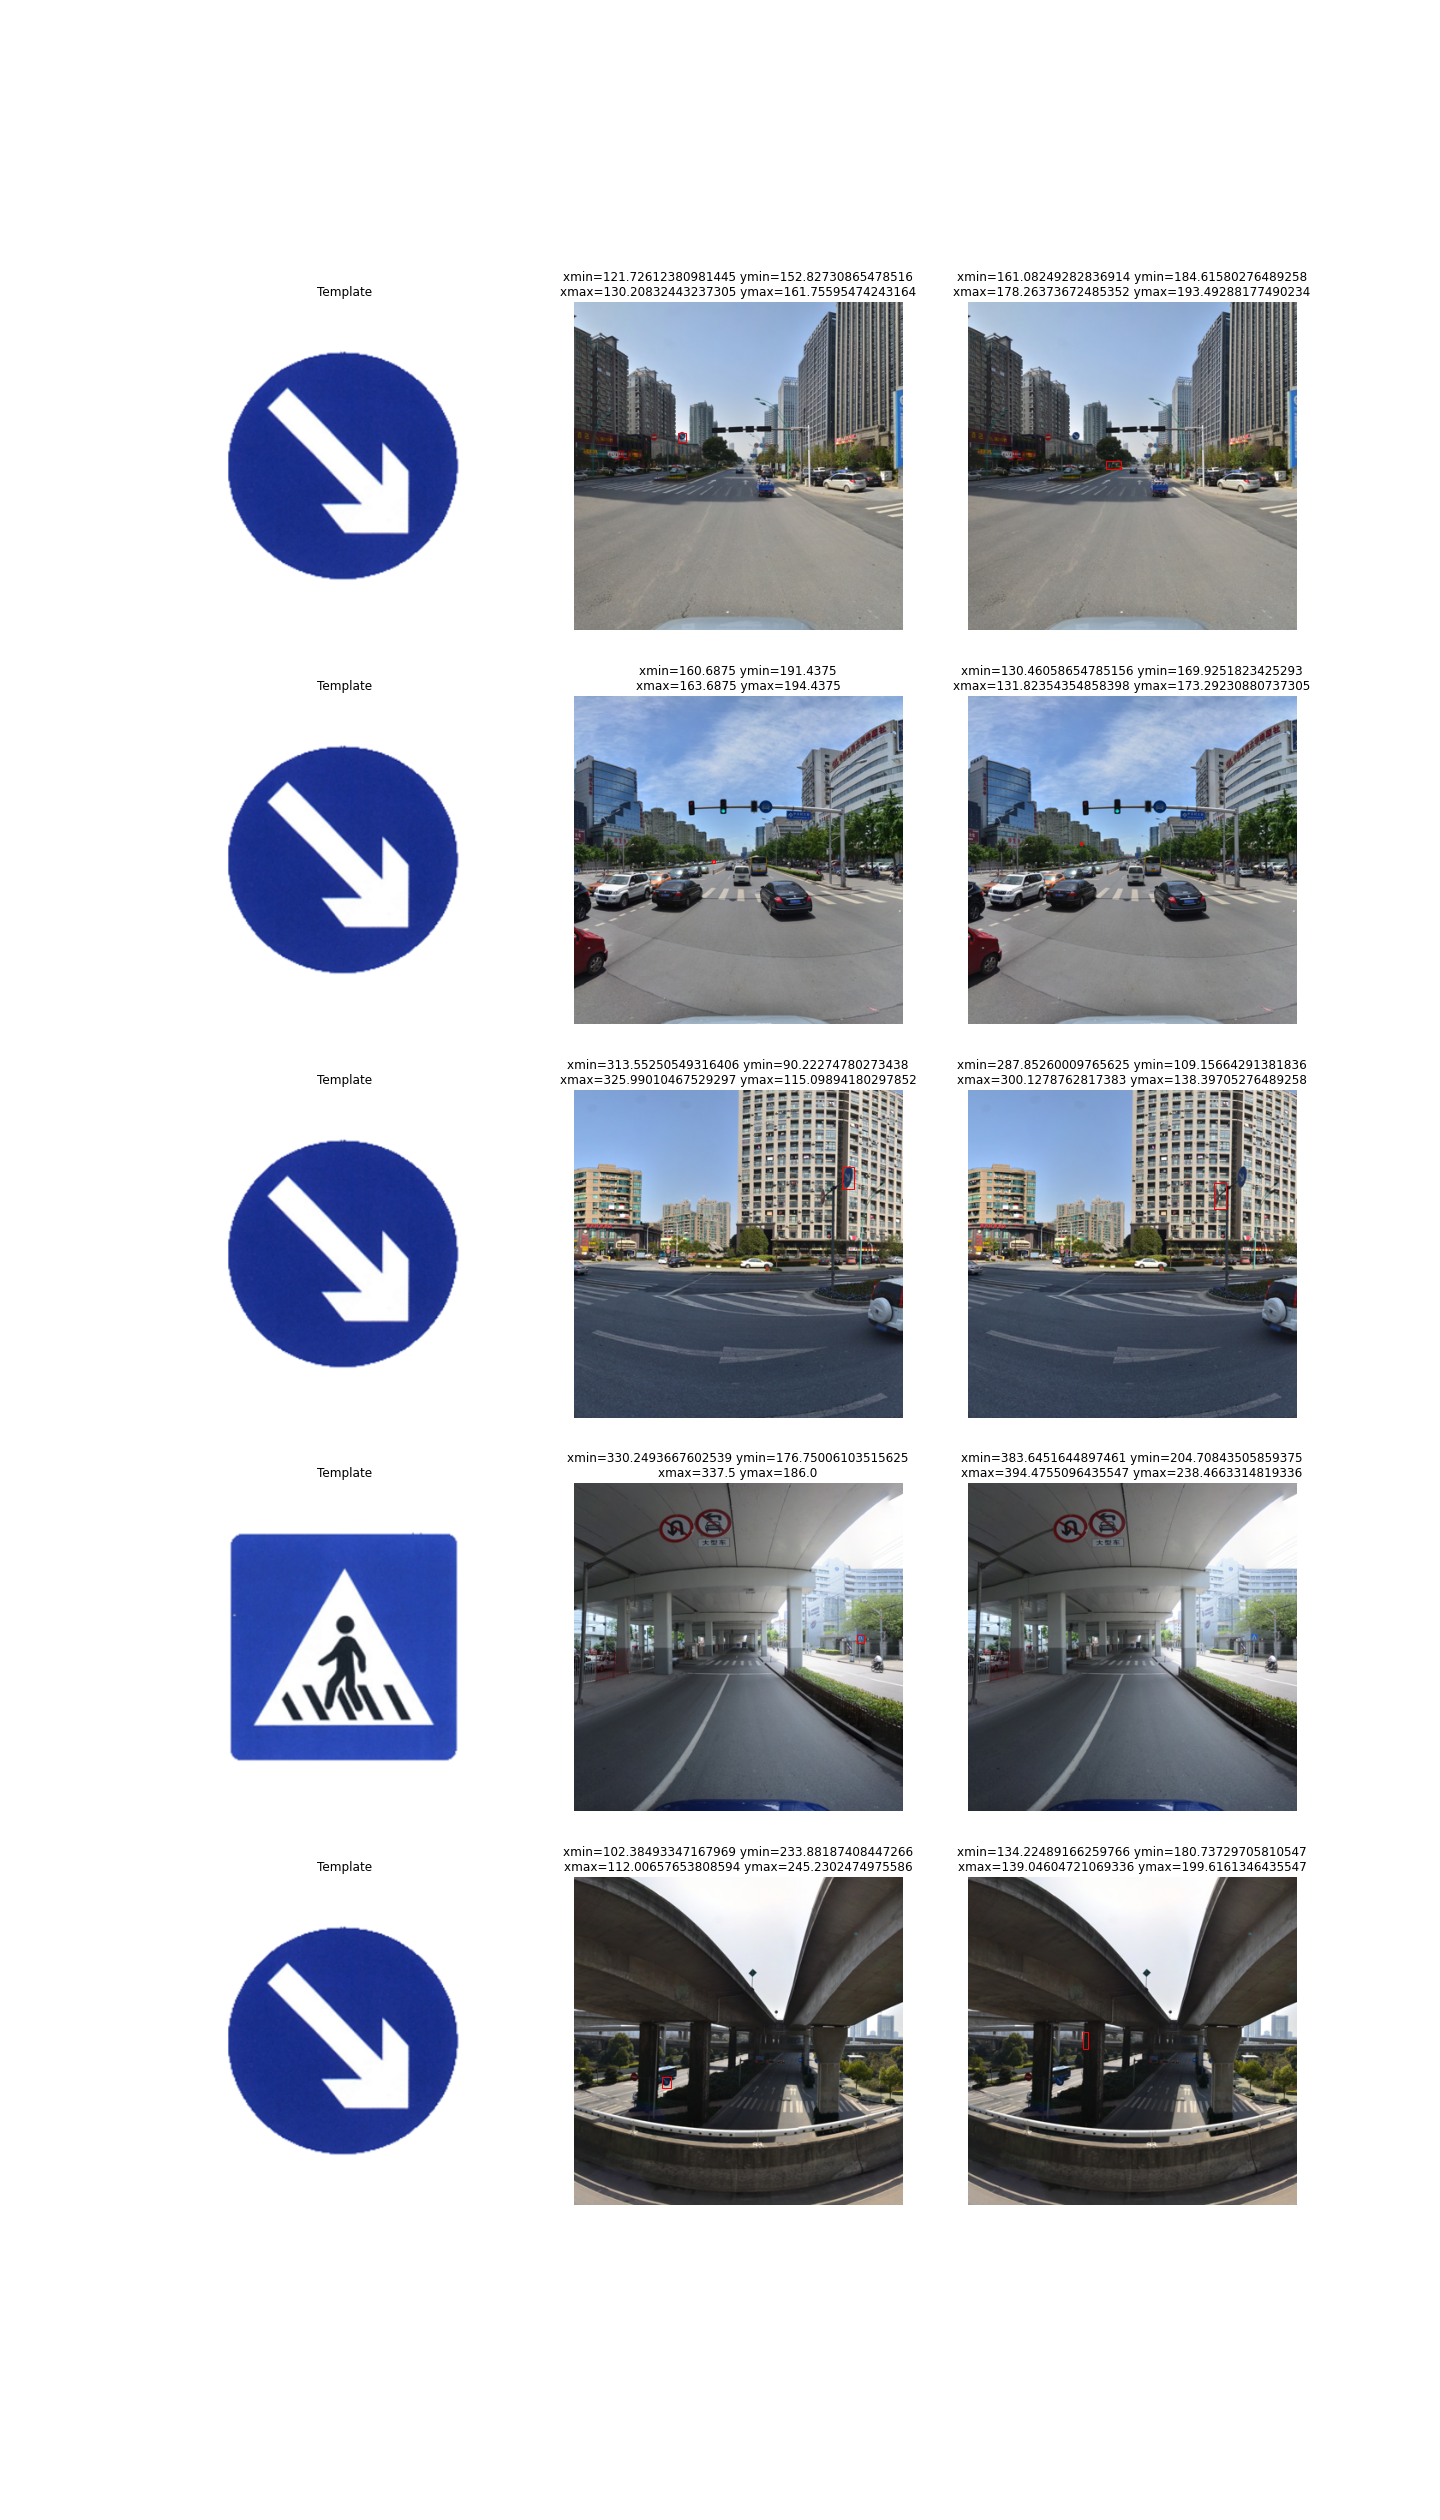 Template
xmin=121.72612380981445 ymin=152.82730865478516
xmax=130.20832443237305 ymax=161.75595474243164
xmin=161.08249282836914 ymin=184.61580276489258
xmax=178.26373672485352 ymax=193.49288177490234
Template
xmin=160.6875 ymin=191.4375
xmax=163.6875 ymax=194.4375
xmin=130.46058654785156 ymin=169.9251823425293
xmax=131.82354354858398 ymax=173.29230880737305
Template
xmin=313.55250549316406 ymin=90.22274780273438
xmax=325.99010467529297 ymax=115.09894180297852
xmin=287.85260009765625 ymin=109.15664291381836
xmax=300.1278762817383 ymax=138.39705276489258
Template
xmin=330.2493667602539 ymin=176.75006103515625
xmax=337.5 ymax=186.0
xmin=383.6451644897461 ymin=204.70843505859375
xmax=394.4755096435547 ymax=238.4663314819336
大型车
大型车
Template
xmin=102.38493347167969 ymin=233.88187408447266
xmax=112.00657653808594 ymax=245.2302474975586
xmin=134.22489166259766 ymin=180.73729705810547
xmax=139.04604721069336 ymax=199.6161346435547